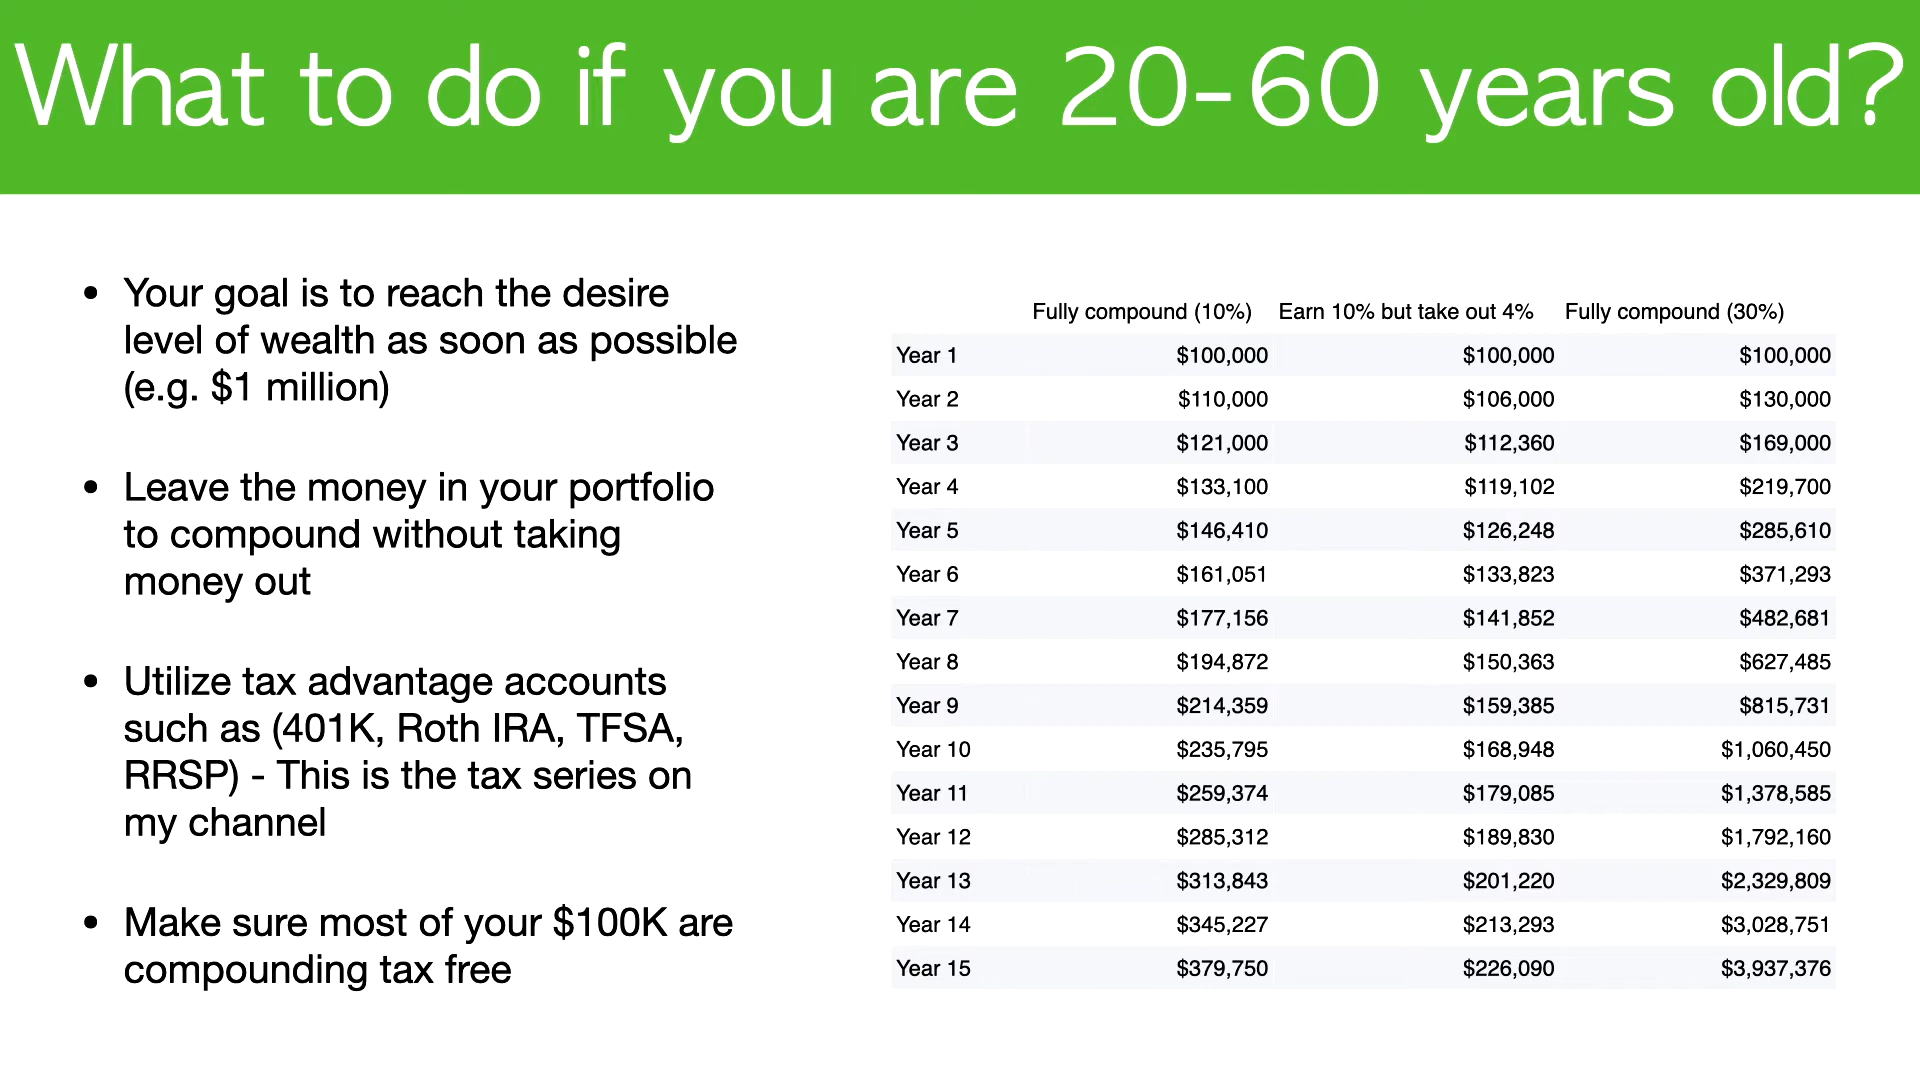 What to do if you are 20-60 years old?
• Your goal is to reach the desire
level of wealth as soon as possible
(e.g. $1 million)
• Leave the money in your portfolio
to compound without taking
money out
• Utilize tax advantage accounts
such as (401K, Roth IRA, TFSA,
RRSP) - This is the tax series on
my channel
• Make sure most of your $100K are
compounding tax free
Fully compound (10%) Earn 10% but take out 4% Fully compound (30%)
Year 1 $100,000 $100,000 $100,000
Year 2 $110,000 $106,000 $130,000
Year 3 $121,000 $112,360 $169,000
Year 4 $133,100 $119,102 $219,700
Year 5 $146,410 $126,248 $285,610
Year 6 $161,051 $133,823 $371,293
Year 7 $177,156 $141,852 $482,681
Year 8 $194,872 $150,363 $627,485
Year 9 $214,359 $159,385 $815,731
Year 10 $235,795 $168,948 $1,060,450
Year 11 $259,374 $179,085 $1,378,585
Year 12 $285,312 $189,830 $1,792,160
Year 13 $313,843 $201,220 $2,329,809
Year 14 $345,227 $213,293 $3,028,751
Year 15 $379,750 $226,090 $3,937,376